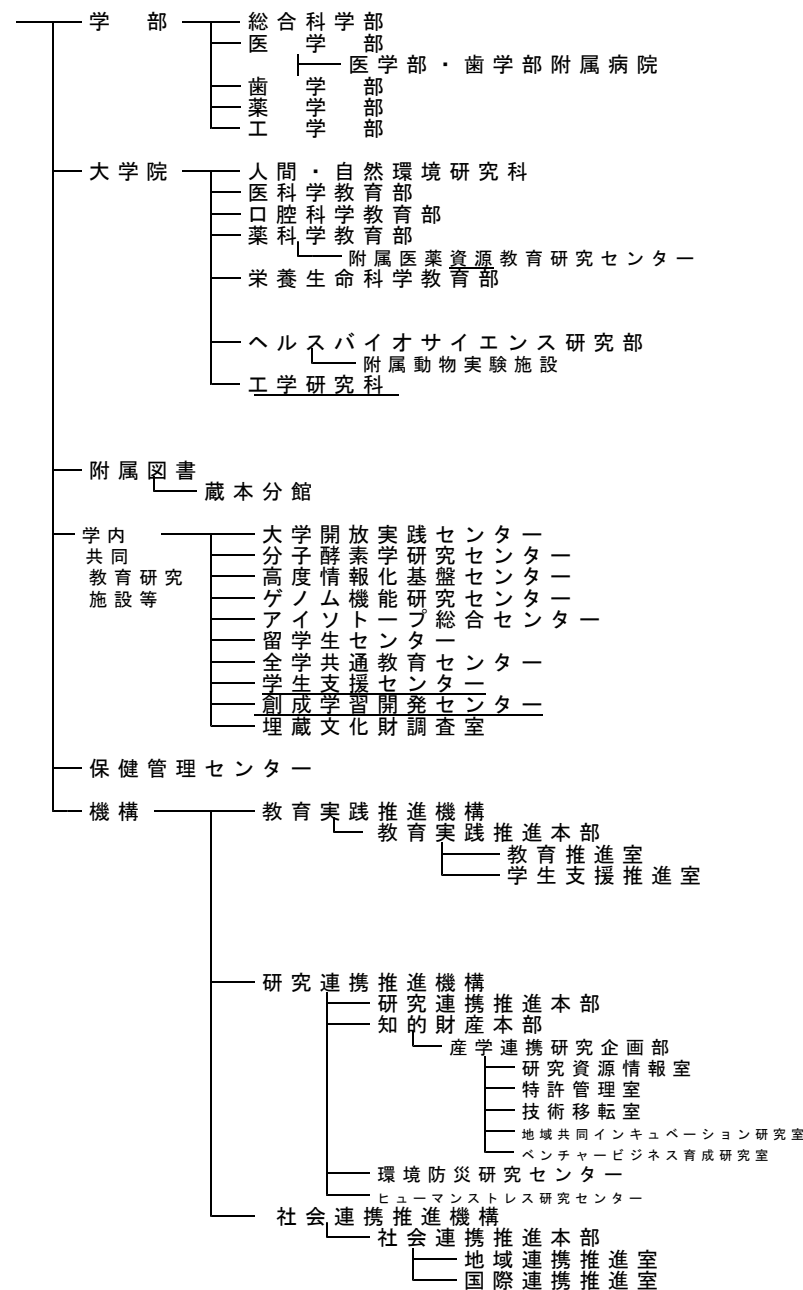 学部
総合科学部
医学部
医学部・歯学部附属病院
歯学部
薬学部
工学部
大学院
人間・自然環境研究科
医科学教育部
口腔科学教育部
薬科学教育部
附属医薬資源教育研究センター
栄養生命科学教育部
ヘルスバイオサイエンス研究部
附属動物実験施設
工学研究科
附属図書
蔵本分館
学内
共同
教育研究
施設等
大学開放実践センター
分子酵素学研究センター
高度情報化基盤センター
ゲノム機能研究センター
アイソトープ総合センター
留学生センター
全学共通教育センター
学生支援センター
創成学習開発センター
埋蔵文化財調査室
保健管理センター
機構
教育実践推進機構
教育実践推進本部
教育推進室
学生支援推進室
研究連携推進機構
研究連携推進本部
知的財産本部
産学連携研究企画部
研究資源情報室
特許管理室
技術移転室
地域共同インキュベーション研究室
ベンチャービジネス育成研究室
環境防災研究センター
ヒューマンストレス研究センター
社会連携推進機構
社会連携推進本部
地域連携推進室
国際連携推進室